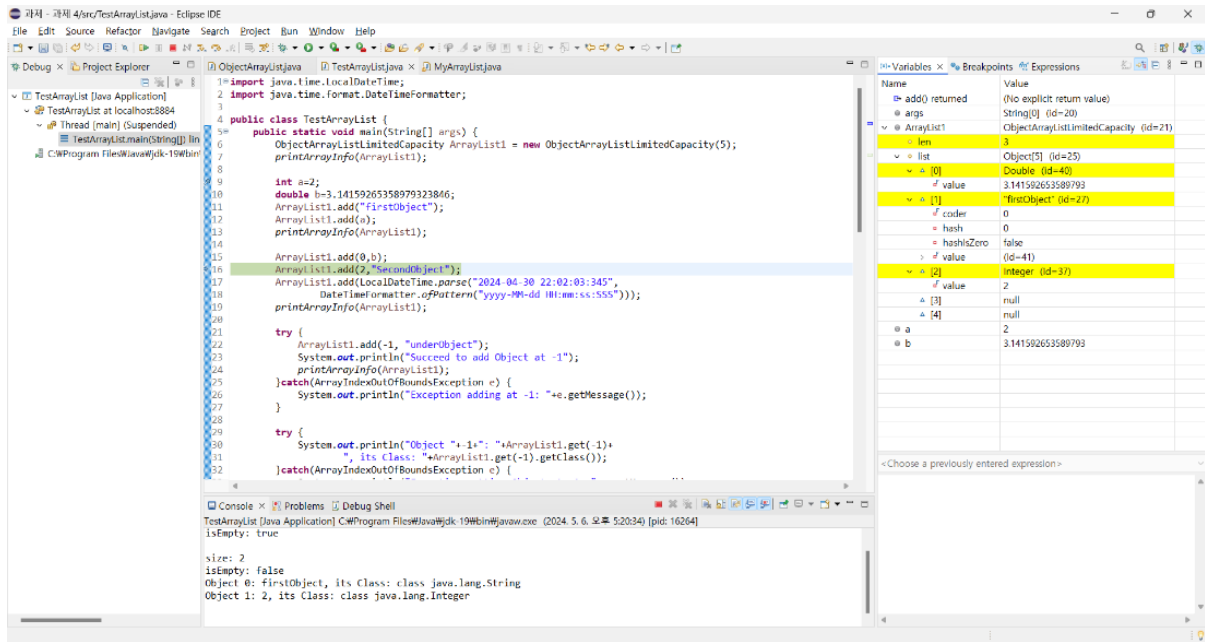 과제 - 과제 4/src/TestArrayList.java - Eclipse IDE
File Edit Source Refactor Navigate Search Project Run Window Help
Debug Project Explorer
TestArrayList [Java Application]
TestArrayList at localhost:8884
Thread [main] (Suspended)
TestArrayList.main(String[]) lin
C:₩Program Files₩Java₩jdk-19₩bin₩
ObjectArrayList.java TestArrayList.java MyArrayList.java
1 import java.time.LocalDateTime;
2 import java.time.format.DateTimeFormatter;
3
4 public class TestArrayList {
5 public static void main(String[] args) {
6 ObjectArrayListLimitedCapacity ArrayList1 = new ObjectArrayListLimitedCapacity(5);
7 printArrayInfo(ArrayList1);
8
9 int a=2;
10 double b=3.14159265358979323846;
11 ArrayList1.add("firstObject");
12 ArrayList1.add(a);
13 printArrayInfo(ArrayList1);
14
15 ArrayList1.add(0,b);
16 ArrayList1.add(2,"SecondObject");
17 ArrayList1.add(LocalDateTime.parse("2024-04-30 22:02:03:345",
18 DateTimeFormatter.ofPattern("yyyy-MM-dd HH:mm:ss:SSS")));
19 printArrayInfo(ArrayList1);
20
21 try {
22 ArrayList1.add(-1, "underObject");
23 System.out.println("Succeed to add Object at -1");
24 printArrayInfo(ArrayList1);
25 }catch(ArrayIndexOutOfBoundsException e) {
26 System.out.println("Exception adding at -1: "+e.getMessage());
27 }
28
29 try {
30 System.out.println("Object "+-1+": "+ArrayList1.get(-1)+
31 ", its Class: "+ArrayList1.get(-1).getClass());
32 }catch(ArrayIndexOutOfBoundsException e) {
Variables Breakpoints Expressions
Name Value
add() returned (No explicit return value)
args String[0] (id=20)
ArrayList1 ObjectArrayListLimitedCapacity (id=21)
len 3
list Object[5] (id=25)
[0] Double (id=40)
value 3.141592653589793
[1] "firstObject" (id=27)
coder 0
hash 0
hashIsZero false
value (id=41)
[2] Integer (id=37)
value 2
[3] null
[4] null
a 2
b 3.141592653589793
<Choose a previously entered expression>
Console Problems Debug Shell
TestArrayList [Java Application] C:₩Program Files₩Java₩jdk-19₩bin₩javaw.exe (2024. 5. 6. 오후 5:20:34) [pid: 16264]
isEmpty: true
size: 2
isEmpty: false
Object 0: firstObject, its Class: class java.lang.String
Object 1: 2, its Class: class java.lang.Integer